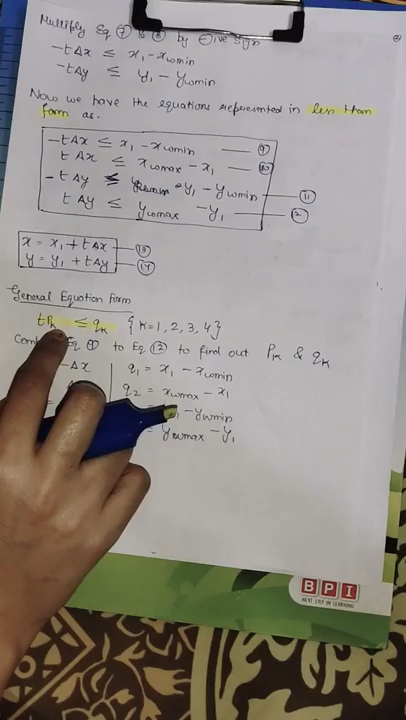 Multiply Eq ⑦ & ⑧ by -ive sign
-tΔx ≤ x₁ - xwmin
-tΔy ≤ y₁ - ywmin
Now we have the equations represented in less than
form as.
-tΔx ≤ x₁ - xwmin — ⑨
tΔx ≤ xwmax - x₁ — ⑩
-tΔy ≤ y₁ - ywmin — ⑪
tΔy ≤ ywmax - y₁ — ⑫
x = x₁ + tΔx — ⑬
y = y₁ + tΔy — ⑭
General Equation form
tPk ≤ qk {k=1, 2, 3, 4}
Eq ⑨ to Eq ⑫ to find out Pk & qk
-Δx q₁ = x₁ - xwmin
q₂ = xwmax - x₁
= - ywmin
= ywmax - y₁
BPI
NEXT STEP IN LEARNING